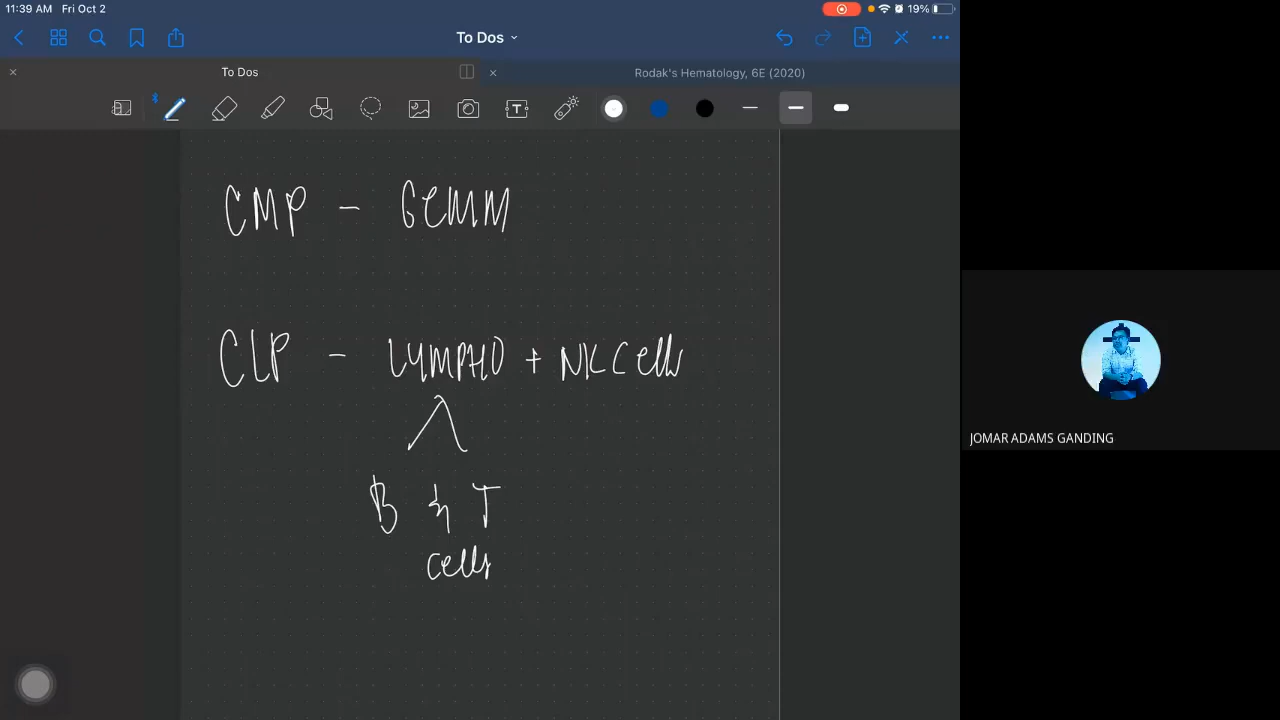 11:39 AM Fri Oct 2
19%
To Dos
To Dos
Rodak's Hematology, 6E (2020)
T
CMP - GEMM
CLP - LYMPHO + NK Cells
B & T
cells
JOMAR ADAMS GANDING